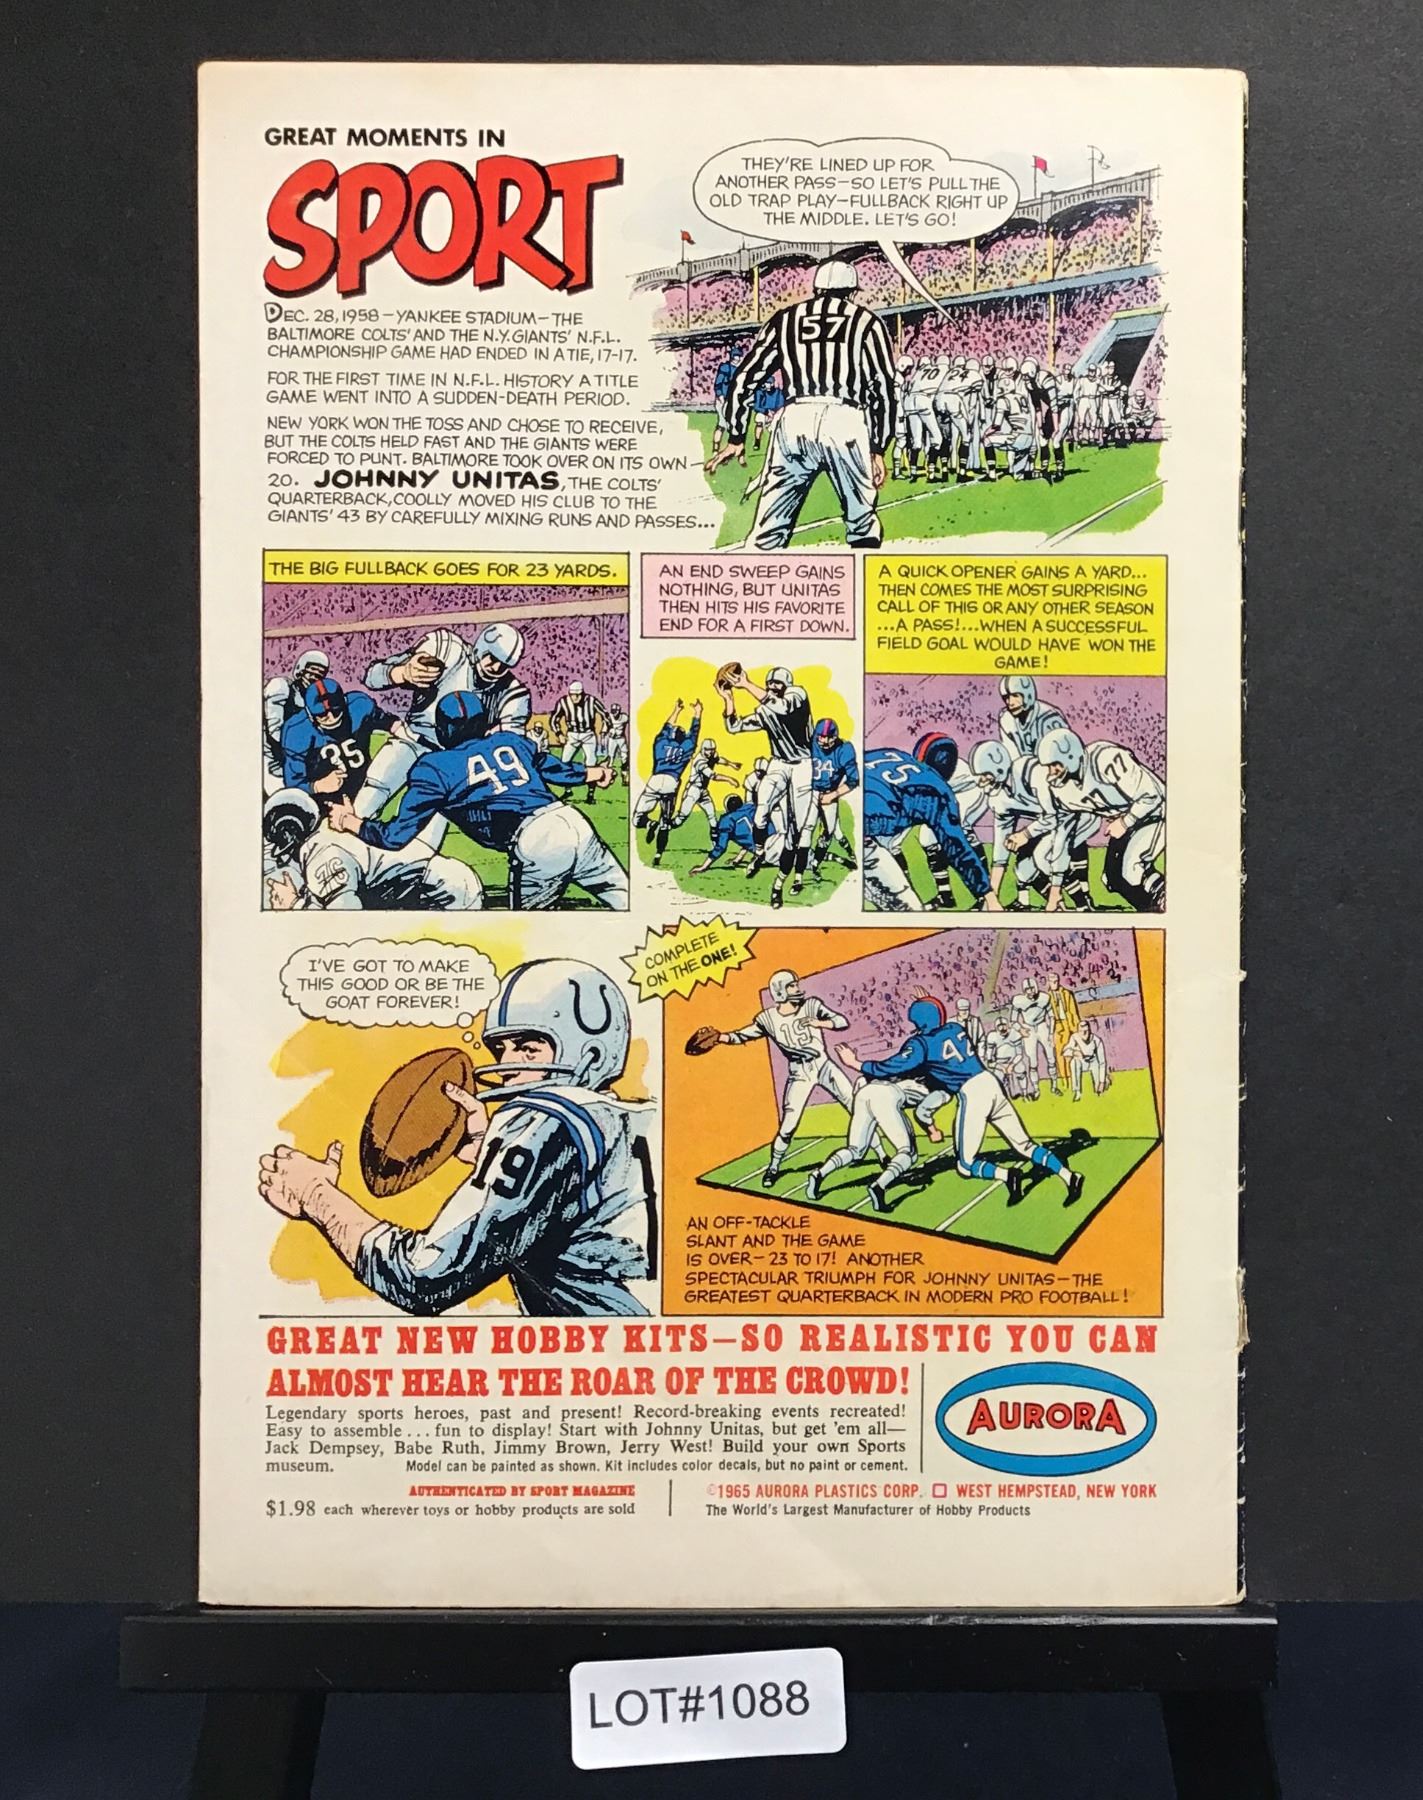 GREAT MOMENTS IN
SPORT
DEC. 28, 1958—YANKEE STADIUM—THE
BALTIMORE COLTS' AND THE N.Y. GIANTS' N.F.L.
CHAMPIONSHIP GAME HAD ENDED IN A TIE, 17-17.
FOR THE FIRST TIME IN N.F.L. HISTORY A TITLE
GAME WENT INTO A SUDDEN-DEATH PERIOD.
NEW YORK WON THE TOSS AND CHOSE TO RECEIVE,
BUT THE COLTS HELD FAST AND THE GIANTS WERE
FORCED TO PUNT. BALTIMORE TOOK OVER ON ITS OWN
20. JOHNNY UNITAS, THE COLTS'
QUARTERBACK, COOLLY MOVED HIS CLUB TO THE
GIANTS' 43 BY CAREFULLY MIXING RUNS AND PASSES...
THEY'RE LINED UP FOR
ANOTHER PASS—SO LET'S PULL THE
OLD TRAP PLAY—FULLBACK RIGHT UP
THE MIDDLE. LET'S GO!
57
70 24
THE BIG FULLBACK GOES FOR 23 YARDS.
35
49
76
AN END SWEEP GAINS
NOTHING, BUT UNITAS
THEN HITS HIS FAVORITE
END FOR A FIRST DOWN.
34
A QUICK OPENER GAINS A YARD...
THEN COMES THE MOST SURPRISING
CALL OF THIS OR ANY OTHER SEASON
...A PASS!...WHEN A SUCCESSFUL
FIELD GOAL WOULD HAVE WON THE
GAME!
75
77
77
I'VE GOT TO MAKE
THIS GOOD OR BE THE
GOAT FOREVER!
19
COMPLETE
ON THE ONE!
19
42
AN OFF-TACKLE
SLANT AND THE GAME
IS OVER—23 TO 17! ANOTHER
SPECTACULAR TRIUMPH FOR JOHNNY UNITAS—THE
GREATEST QUARTERBACK IN MODERN PRO FOOTBALL!
GREAT NEW HOBBY KITS—SO REALISTIC YOU CAN
ALMOST HEAR THE ROAR OF THE CROWD!
Legendary sports heroes, past and present! Record-breaking events recreated!
Easy to assemble... fun to display! Start with Johnny Unitas, but get 'em all—
Jack Dempsey, Babe Ruth, Jimmy Brown, Jerry West! Build your own Sports
museum. Model can be painted as shown. Kit includes color decals, but no paint or cement.
AURORA
AUTHENTICATED BY SPORT MAGAZINE
$1.98 each wherever toys or hobby products are sold
©1965 AURORA PLASTICS CORP. □ WEST HEMPSTEAD, NEW YORK
The World's Largest Manufacturer of Hobby Products
LOT#1088